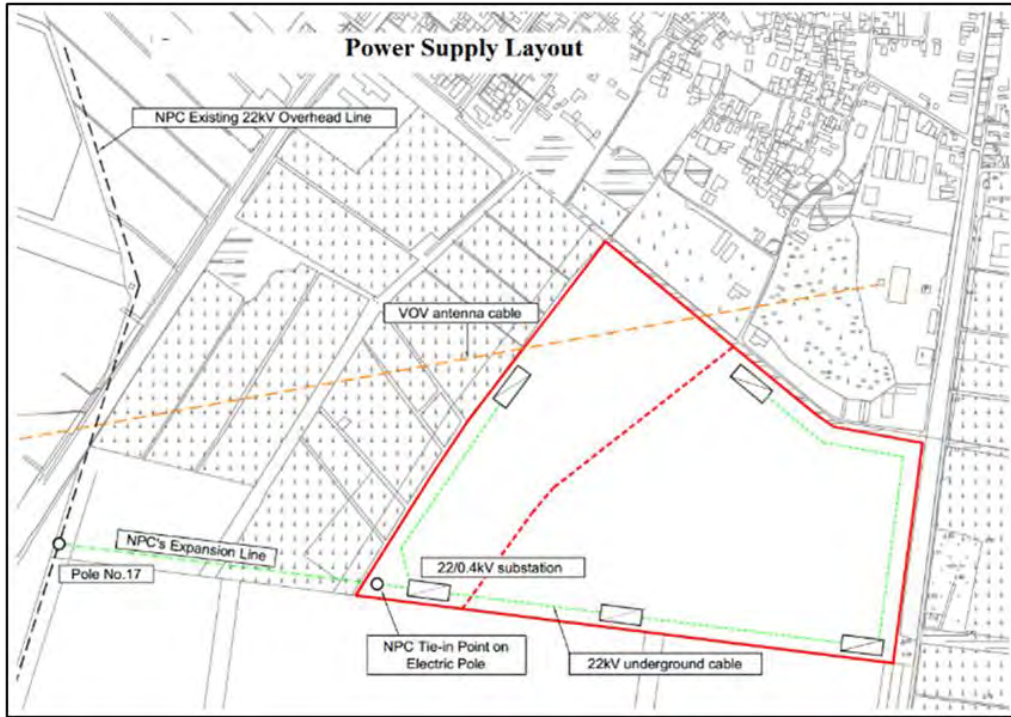 Power Supply Layout
NPC Existing 22kV Overhead Line
VOV antenna cable
NPC's Expansion Line
22/0.4kV substation
Pole No.17
NPC Tie-in Point on
Electric Pole
22kV underground cable